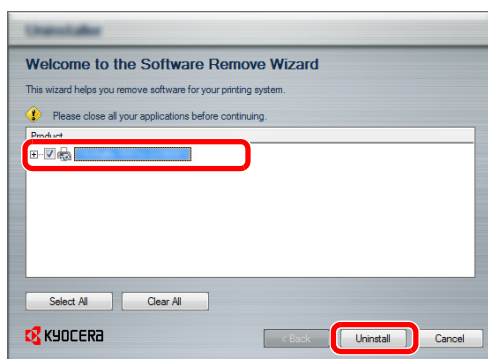 Welcome to the Software Remove Wizard
This wizard helps you remove software for your printing system.
Please close all your applications before continuing.
Product
Select All
Clear All
KYOCERA
< Back
Uninstall
Cancel